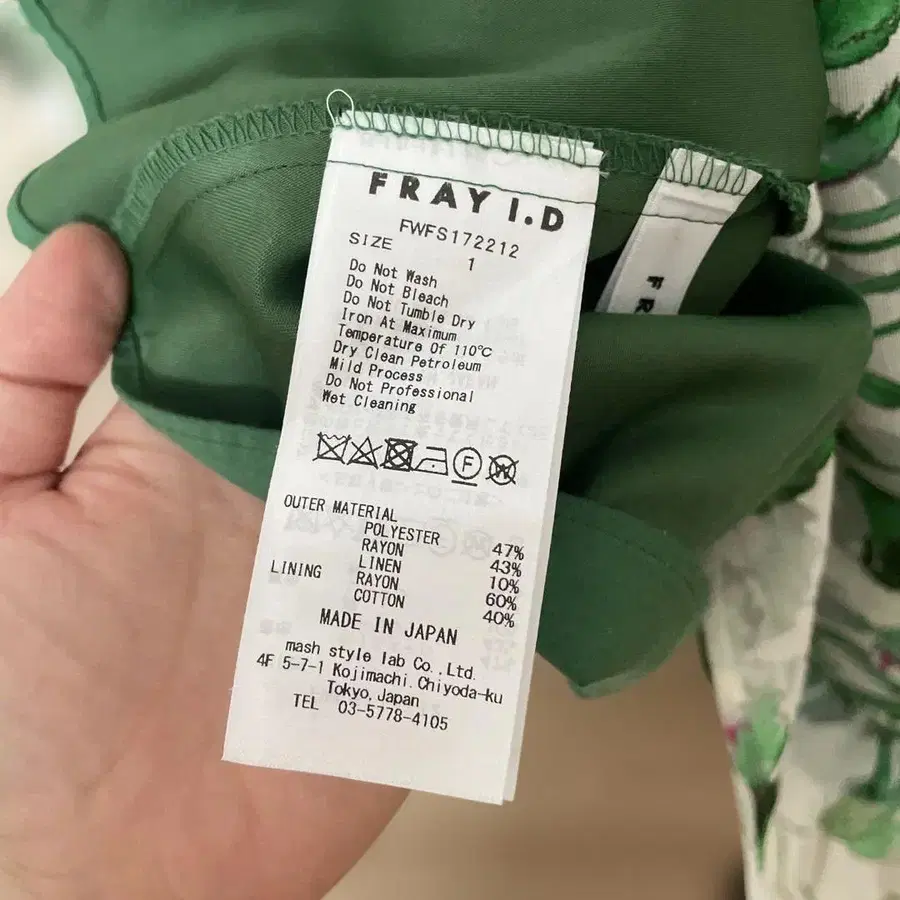 FRAY I.D
FWFS172212
SIZE
1
Do Not Wash
Do Not Bleach
Do Not Tumble Dry
Iron At Maximum
Temperature Of 110℃
Dry Clean Petroleum
Mild Process
Do Not Professional
Wet Cleaning
F W
OUTER MATERIAL
POLYESTER 47%
RAYON 43%
LINEN 10%
LINING RAYON 60%
COTTON 40%
MADE IN JAPAN
mash style lab Co.,Ltd.
4F 5-7-1 Kojimachi.Chiyoda-ku
Tokyo,Japan
TEL 03-5778-4105
F R